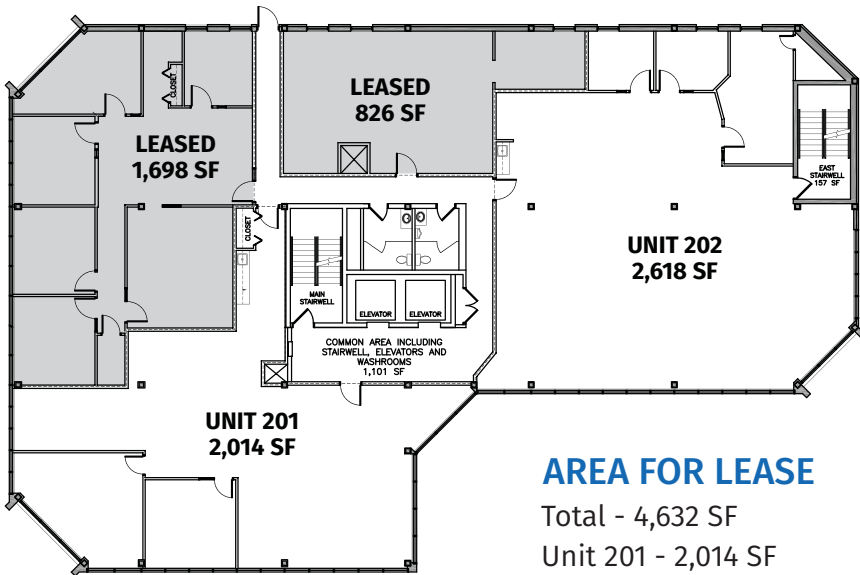 CLOSET
LEASED
826 SF
LEASED
1,698 SF
EAST
STAIRWELL
157 SF
CLOSET
UNIT 202
2,618 SF
MAIN
STAIRWELL
ELEVATOR
ELEVATOR
COMMON AREA INCLUDING
STAIRWELL, ELEVATORS AND
WASHROOMS
1,101 SF
UNIT 201
2,014 SF
AREA FOR LEASE
Total - 4,632 SF
Unit 201 - 2,014 SF